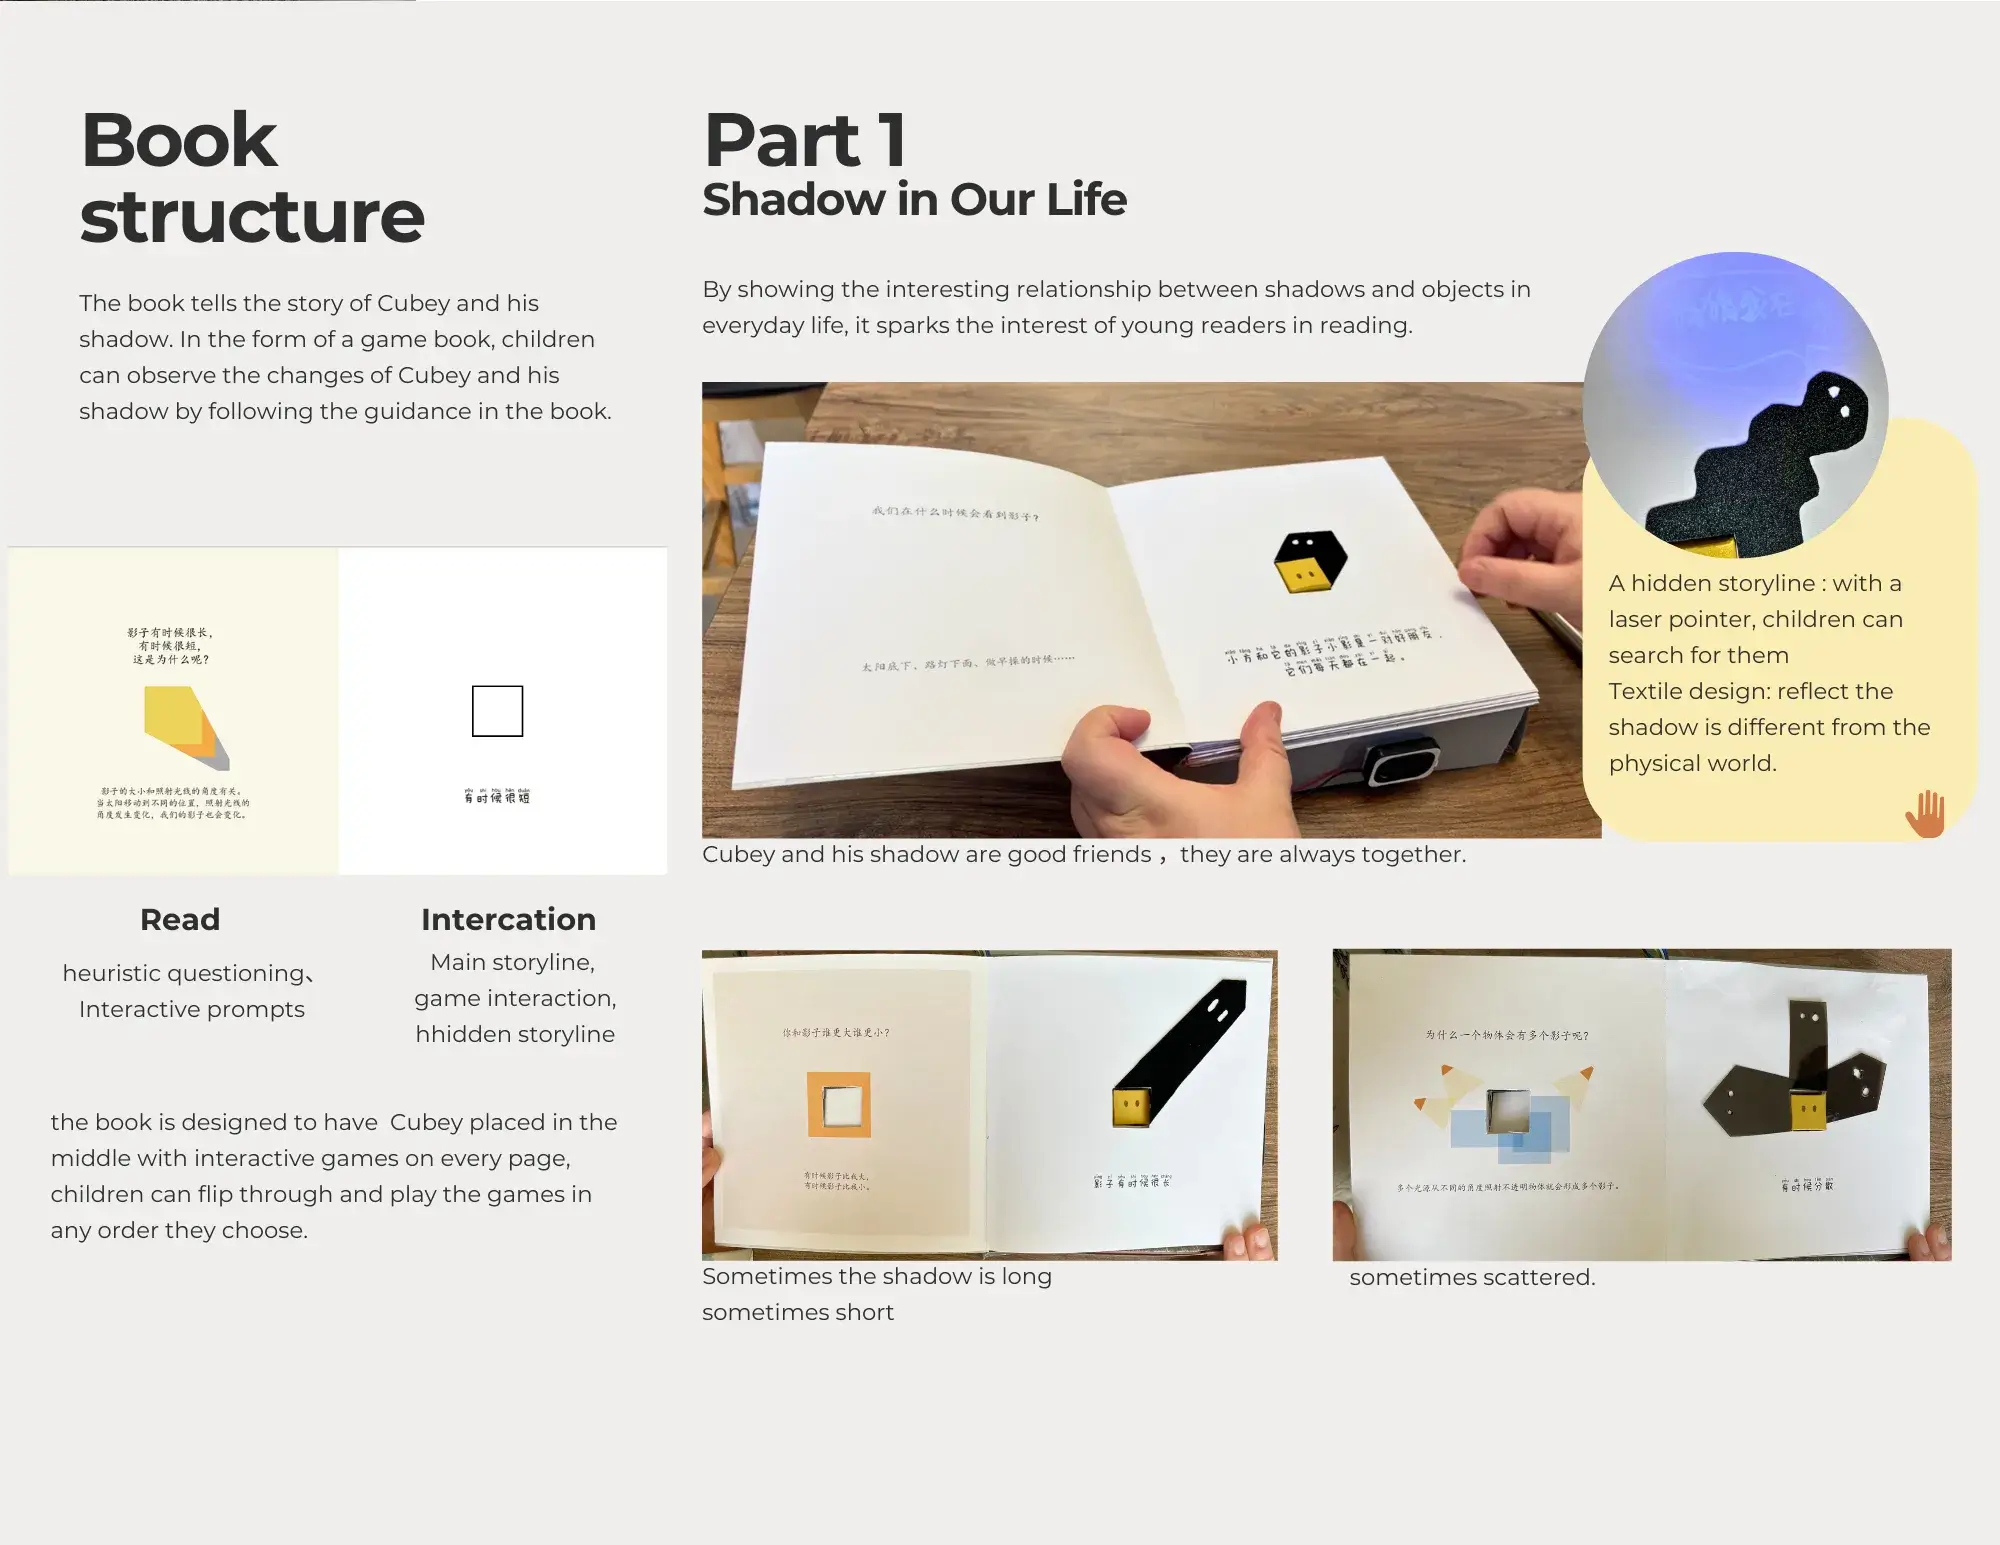 Book
structure
The book tells the story of Cubey and his
shadow. In the form of a game book, children
can observe the changes of Cubey and his
shadow by following the guidance in the book.
影子有时候很长，
有时候很短，
这是为什么呢？
影子的大小和照射光线的角度有关。
当太阳移动到不同的位置，照射光线的
角度发生变化，我们的影子也会变化。
yǒu shí hòu hěn duǎn
有时候很短
Read
heuristic questioning、
Interactive prompts
Intercation
Main storyline,
game interaction,
hhidden storyline
the book is designed to have Cubey placed in the
middle with interactive games on every page,
children can flip through and play the games in
any order they choose.
Part 1
Shadow in Our Life
By showing the interesting relationship between shadows and objects in
everyday life, it sparks the interest of young readers in reading.
我们在什么时候会看到影子？
太阳底下、路灯下面、做早操的时候……
小方和它的影子小影是一对好朋友，
它们每天都在一起。
A hidden storyline : with a
laser pointer, children can
search for them
Textile design: reflect the
shadow is different from the
physical world.
Cubey and his shadow are good friends ，they are always together.
你和影子谁更大谁更小？
有时候影子比我大，
有时候影子比我小。
影子有时候很长
Sometimes the shadow is long
sometimes short
为什么一个物体会有多个影子呢？
多个光源从不同的角度照射不透明物体就会形成多个影子。
有时候分散
sometimes scattered.